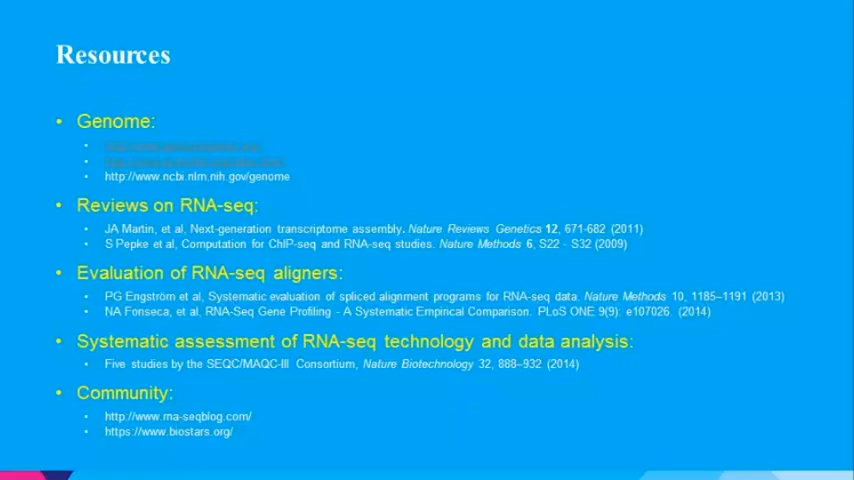 Resources
• Genome:
• http://www.ncbi.nlm.nih.gov/genome
• Reviews on RNA-seq:
• JA Martin, et al, Next-generation transcriptome assembly. Nature Reviews Genetics 12, 671-682 (2011)
• S Pepke et al, Computation for ChIP-seq and RNA-seq studies. Nature Methods 6, S22 - S32 (2009)
• Evaluation of RNA-seq aligners:
• PG Engström et al, Systematic evaluation of spliced alignment programs for RNA-seq data. Nature Methods 10, 1185–1191 (2013)
• NA Fonseca, et al, RNA-Seq Gene Profiling - A Systematic Empirical Comparison. PLoS ONE 9(9): e107026. (2014)
• Systematic assessment of RNA-seq technology and data analysis:
• Five studies by the SEQC/MAQC-III Consortium, Nature Biotechnology 32, 888–932 (2014)
• Community:
• http://www.rna-seqblog.com/
• https://www.biostars.org/